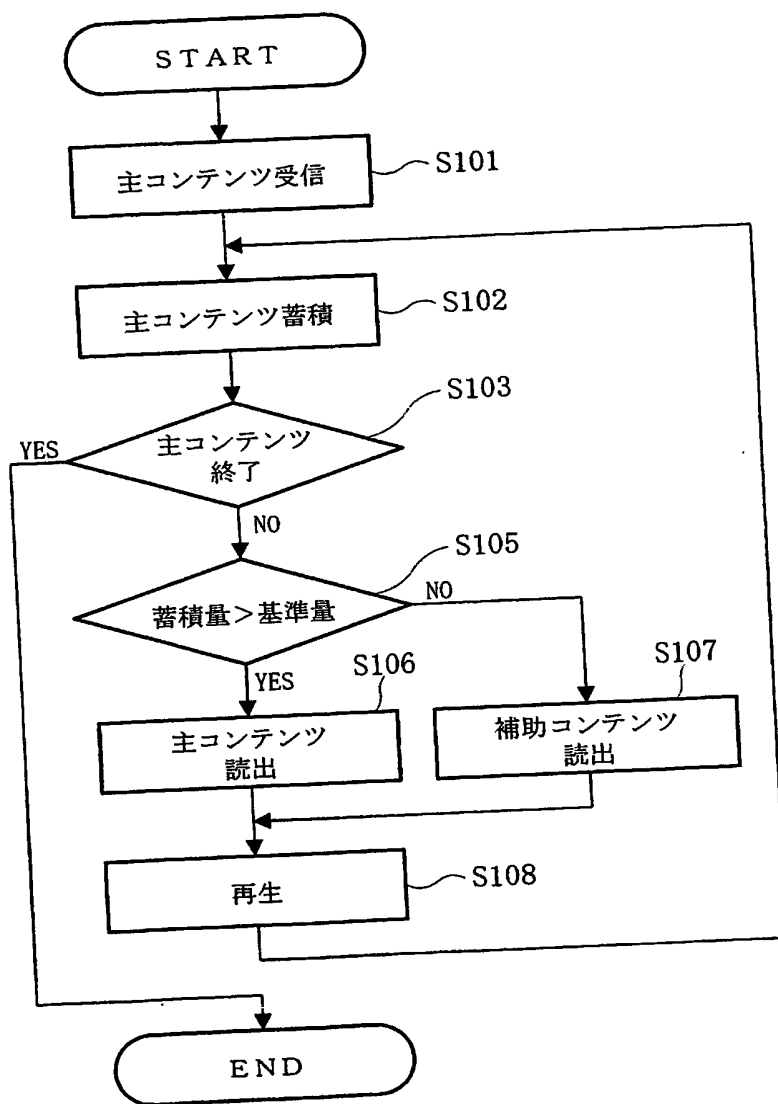 START
主コンテンツ受信
S101
主コンテンツ蓄積
S102
主コンテンツ
終了
S103
YES
NO
蓄積量>基準量
S105
NO
YES
主コンテンツ
読出
S106
補助コンテンツ
読出
S107
再生
S108
END